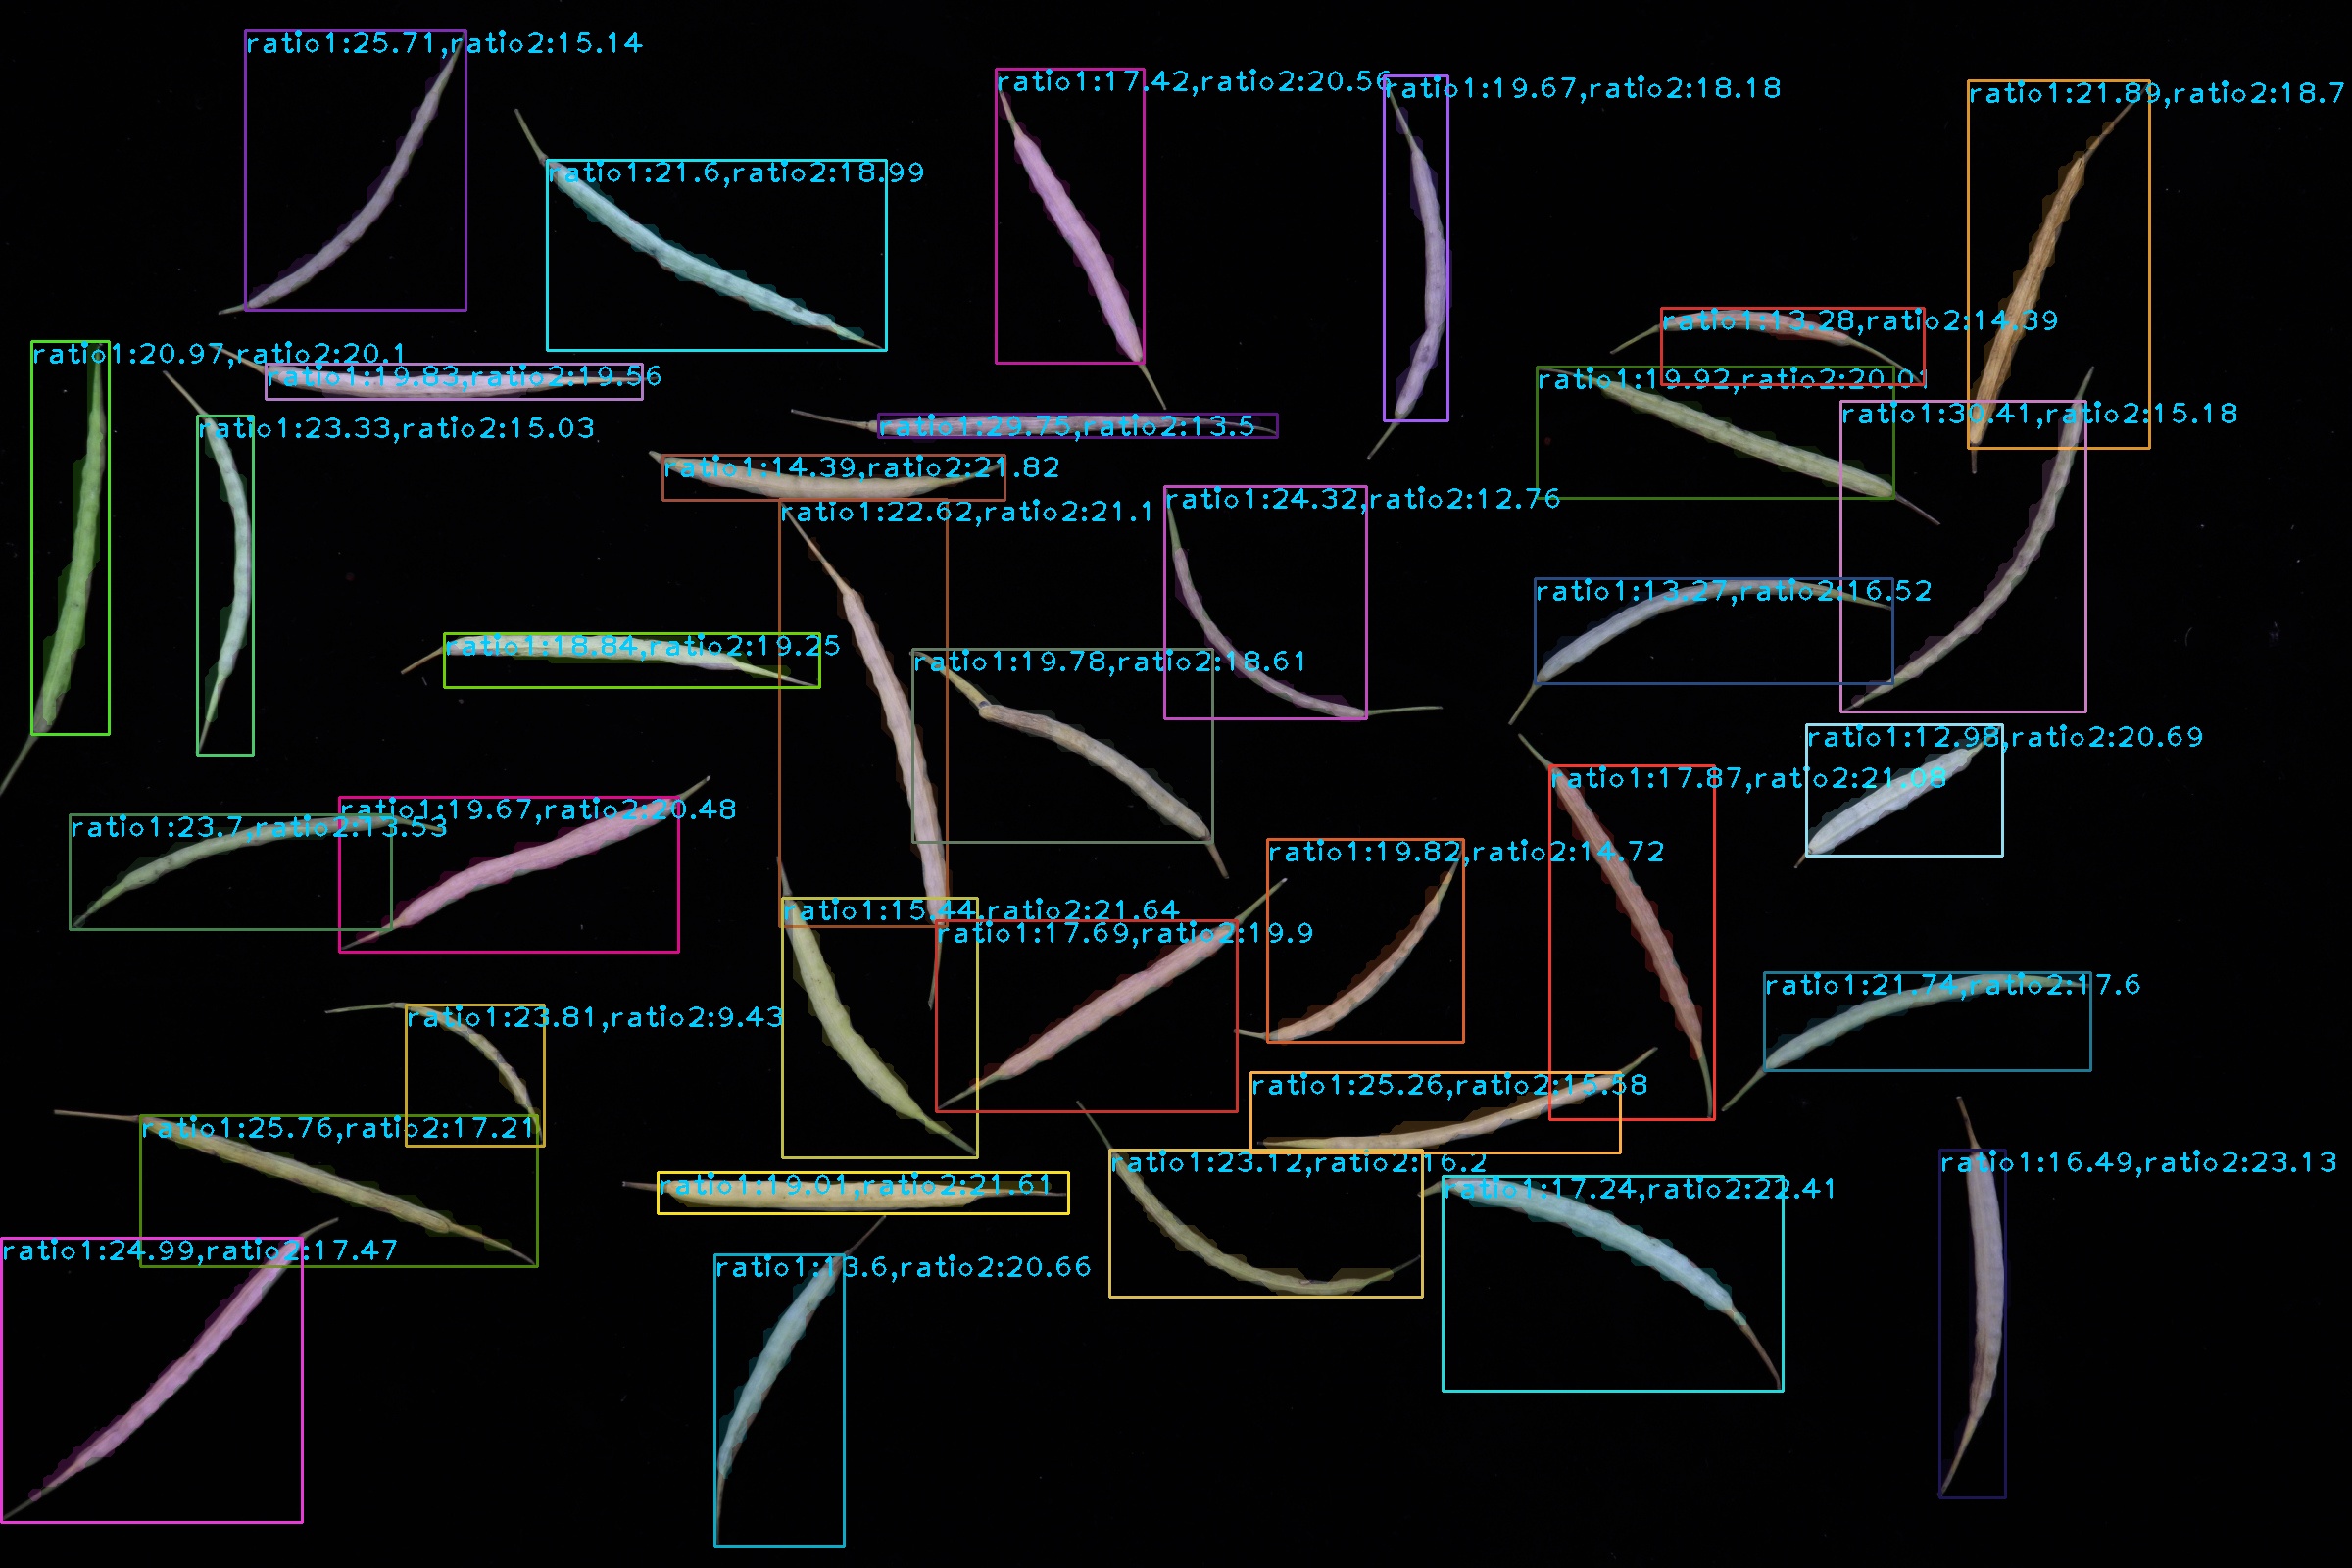 ratio1:25.71,ratio2:15.14
ratio1:17.42,ratio2:20.56
ratio1:19.67,ratio2:18.18
ratio1:21.89,ratio2:18.7
ratio1:21.6,ratio2:18.99
ratio1:13.28,ratio2:14.39
ratio1:20.97,ratio2:20.1
ratio1:19.83,ratio2:19.56
ratio1:19.92,ratio2:20.01
ratio1:30.41,ratio2:15.18
ratio1:23.33,ratio2:15.03
ratio1:29.75,ratio2:13.5
ratio1:14.39,ratio2:21.82
ratio1:24.32,ratio2:12.76
ratio1:22.62,ratio2:21.1
ratio1:13.27,ratio2:16.52
ratio1:18.84,ratio2:19.25
ratio1:19.78,ratio2:18.61
ratio1:12.98,ratio2:20.69
ratio1:17.87,ratio2:21.08
ratio1:19.67,ratio2:20.48
ratio1:23.7,ratio2:13.53
ratio1:19.82,ratio2:14.72
ratio1:15.44,ratio2:21.64
ratio1:17.69,ratio2:19.9
ratio1:21.74,ratio2:17.6
ratio1:23.81,ratio2:9.43
ratio1:25.26,ratio2:15.58
ratio1:25.76,ratio2:17.21
ratio1:23.12,ratio2:16.2
ratio1:16.49,ratio2:23.13
ratio1:19.01,ratio2:21.61
ratio1:17.24,ratio2:22.41
ratio1:24.99,ratio2:17.47
ratio1:13.6,ratio2:20.66